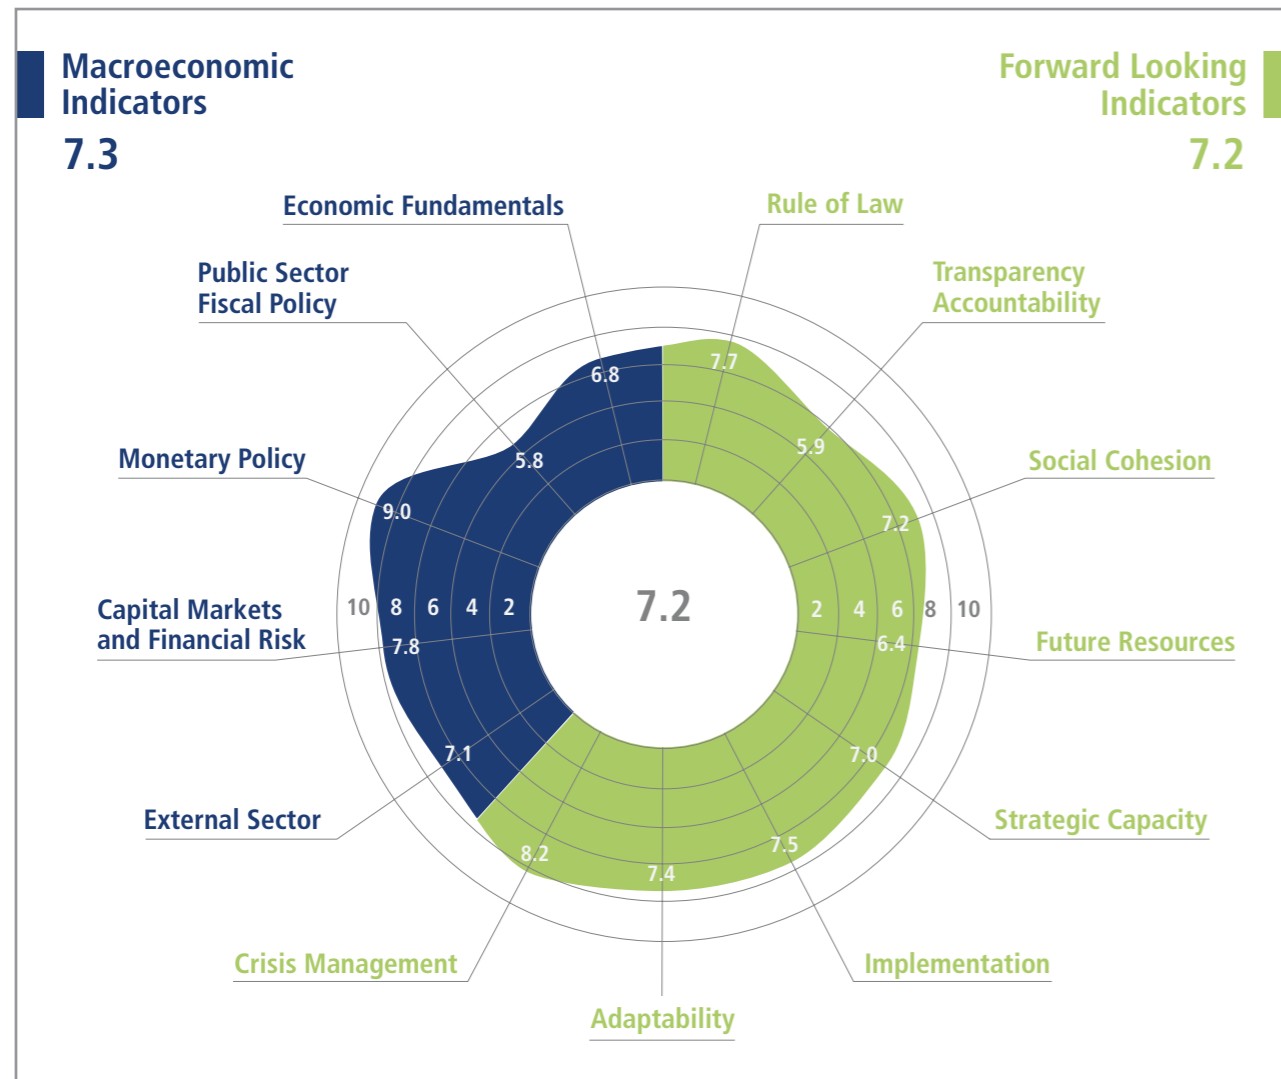 Macroeconomic
Indicators
7.3
Forward Looking
Indicators
7.2
Economic Fundamentals
Rule of Law
Public Sector
Fiscal Policy
Transparency
Accountability
7.7
6.8
5.9
5.8
Monetary Policy
Social Cohesion
9.0
7.2
Capital Markets
and Financial Risk
10 8 6 4 2
7.2
2 4 6 8 10
7.8
6.4
Future Resources
7.1
7.0
External Sector
Strategic Capacity
8.2
7.4
7.5
Crisis Management
Implementation
Adaptability